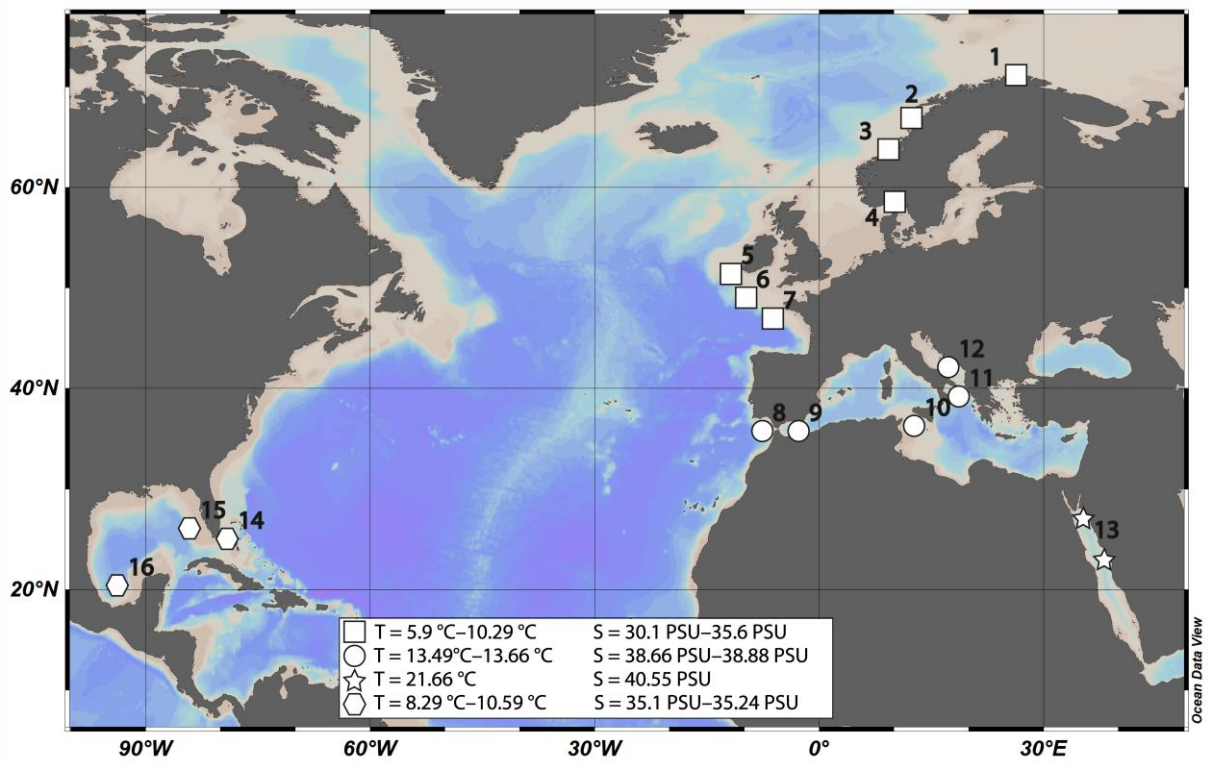 1
2
3
60°N
4
5
6
7
12
40°N
11
8 9 10
15 14
13
16
20°N
T = 5.9 °C–10.29 °C S = 30.1 PSU–35.6 PSU
T = 13.49°C–13.66 °C S = 38.66 PSU–38.88 PSU
T = 21.66 °C S = 40.55 PSU
T = 8.29 °C–10.59 °C S = 35.1 PSU–35.24 PSU
Ocean Data View
90°W 60°W 30°W 0° 30°E